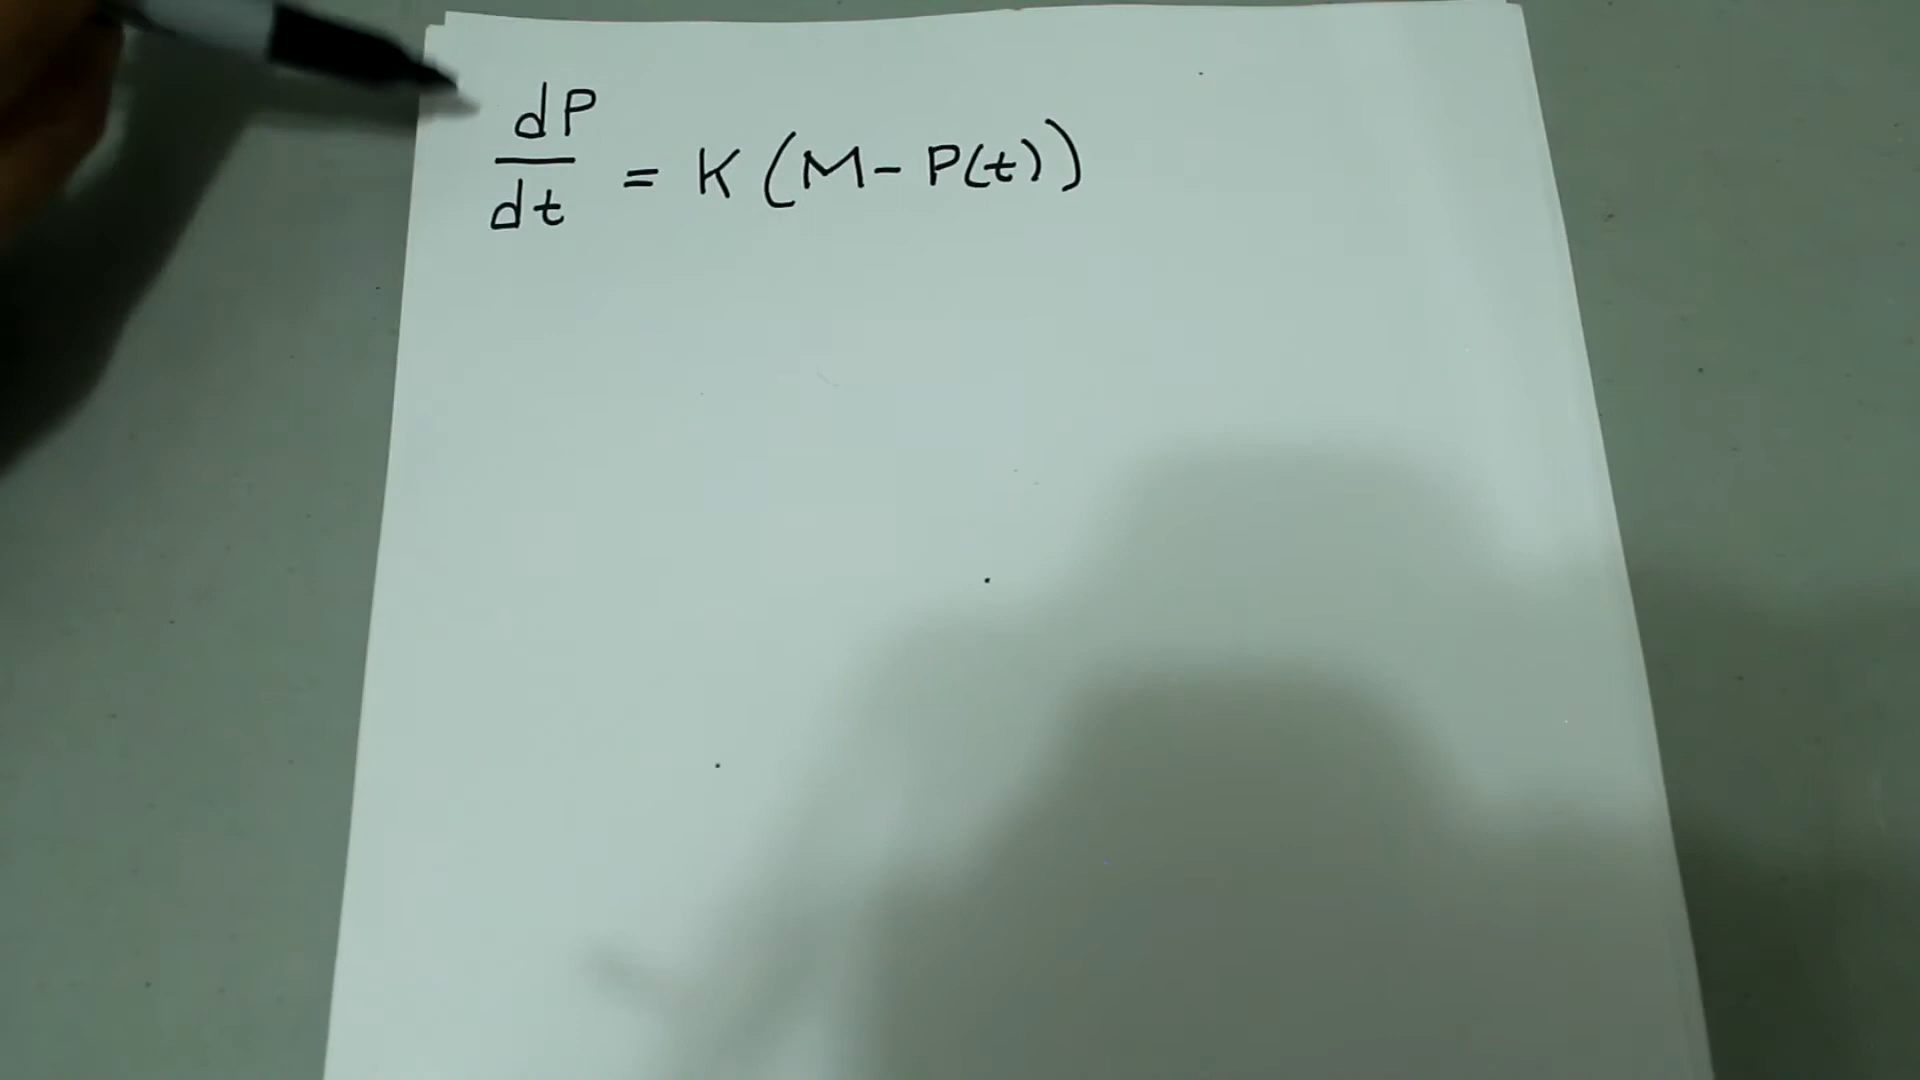 dP/dt = K (M - P(t))